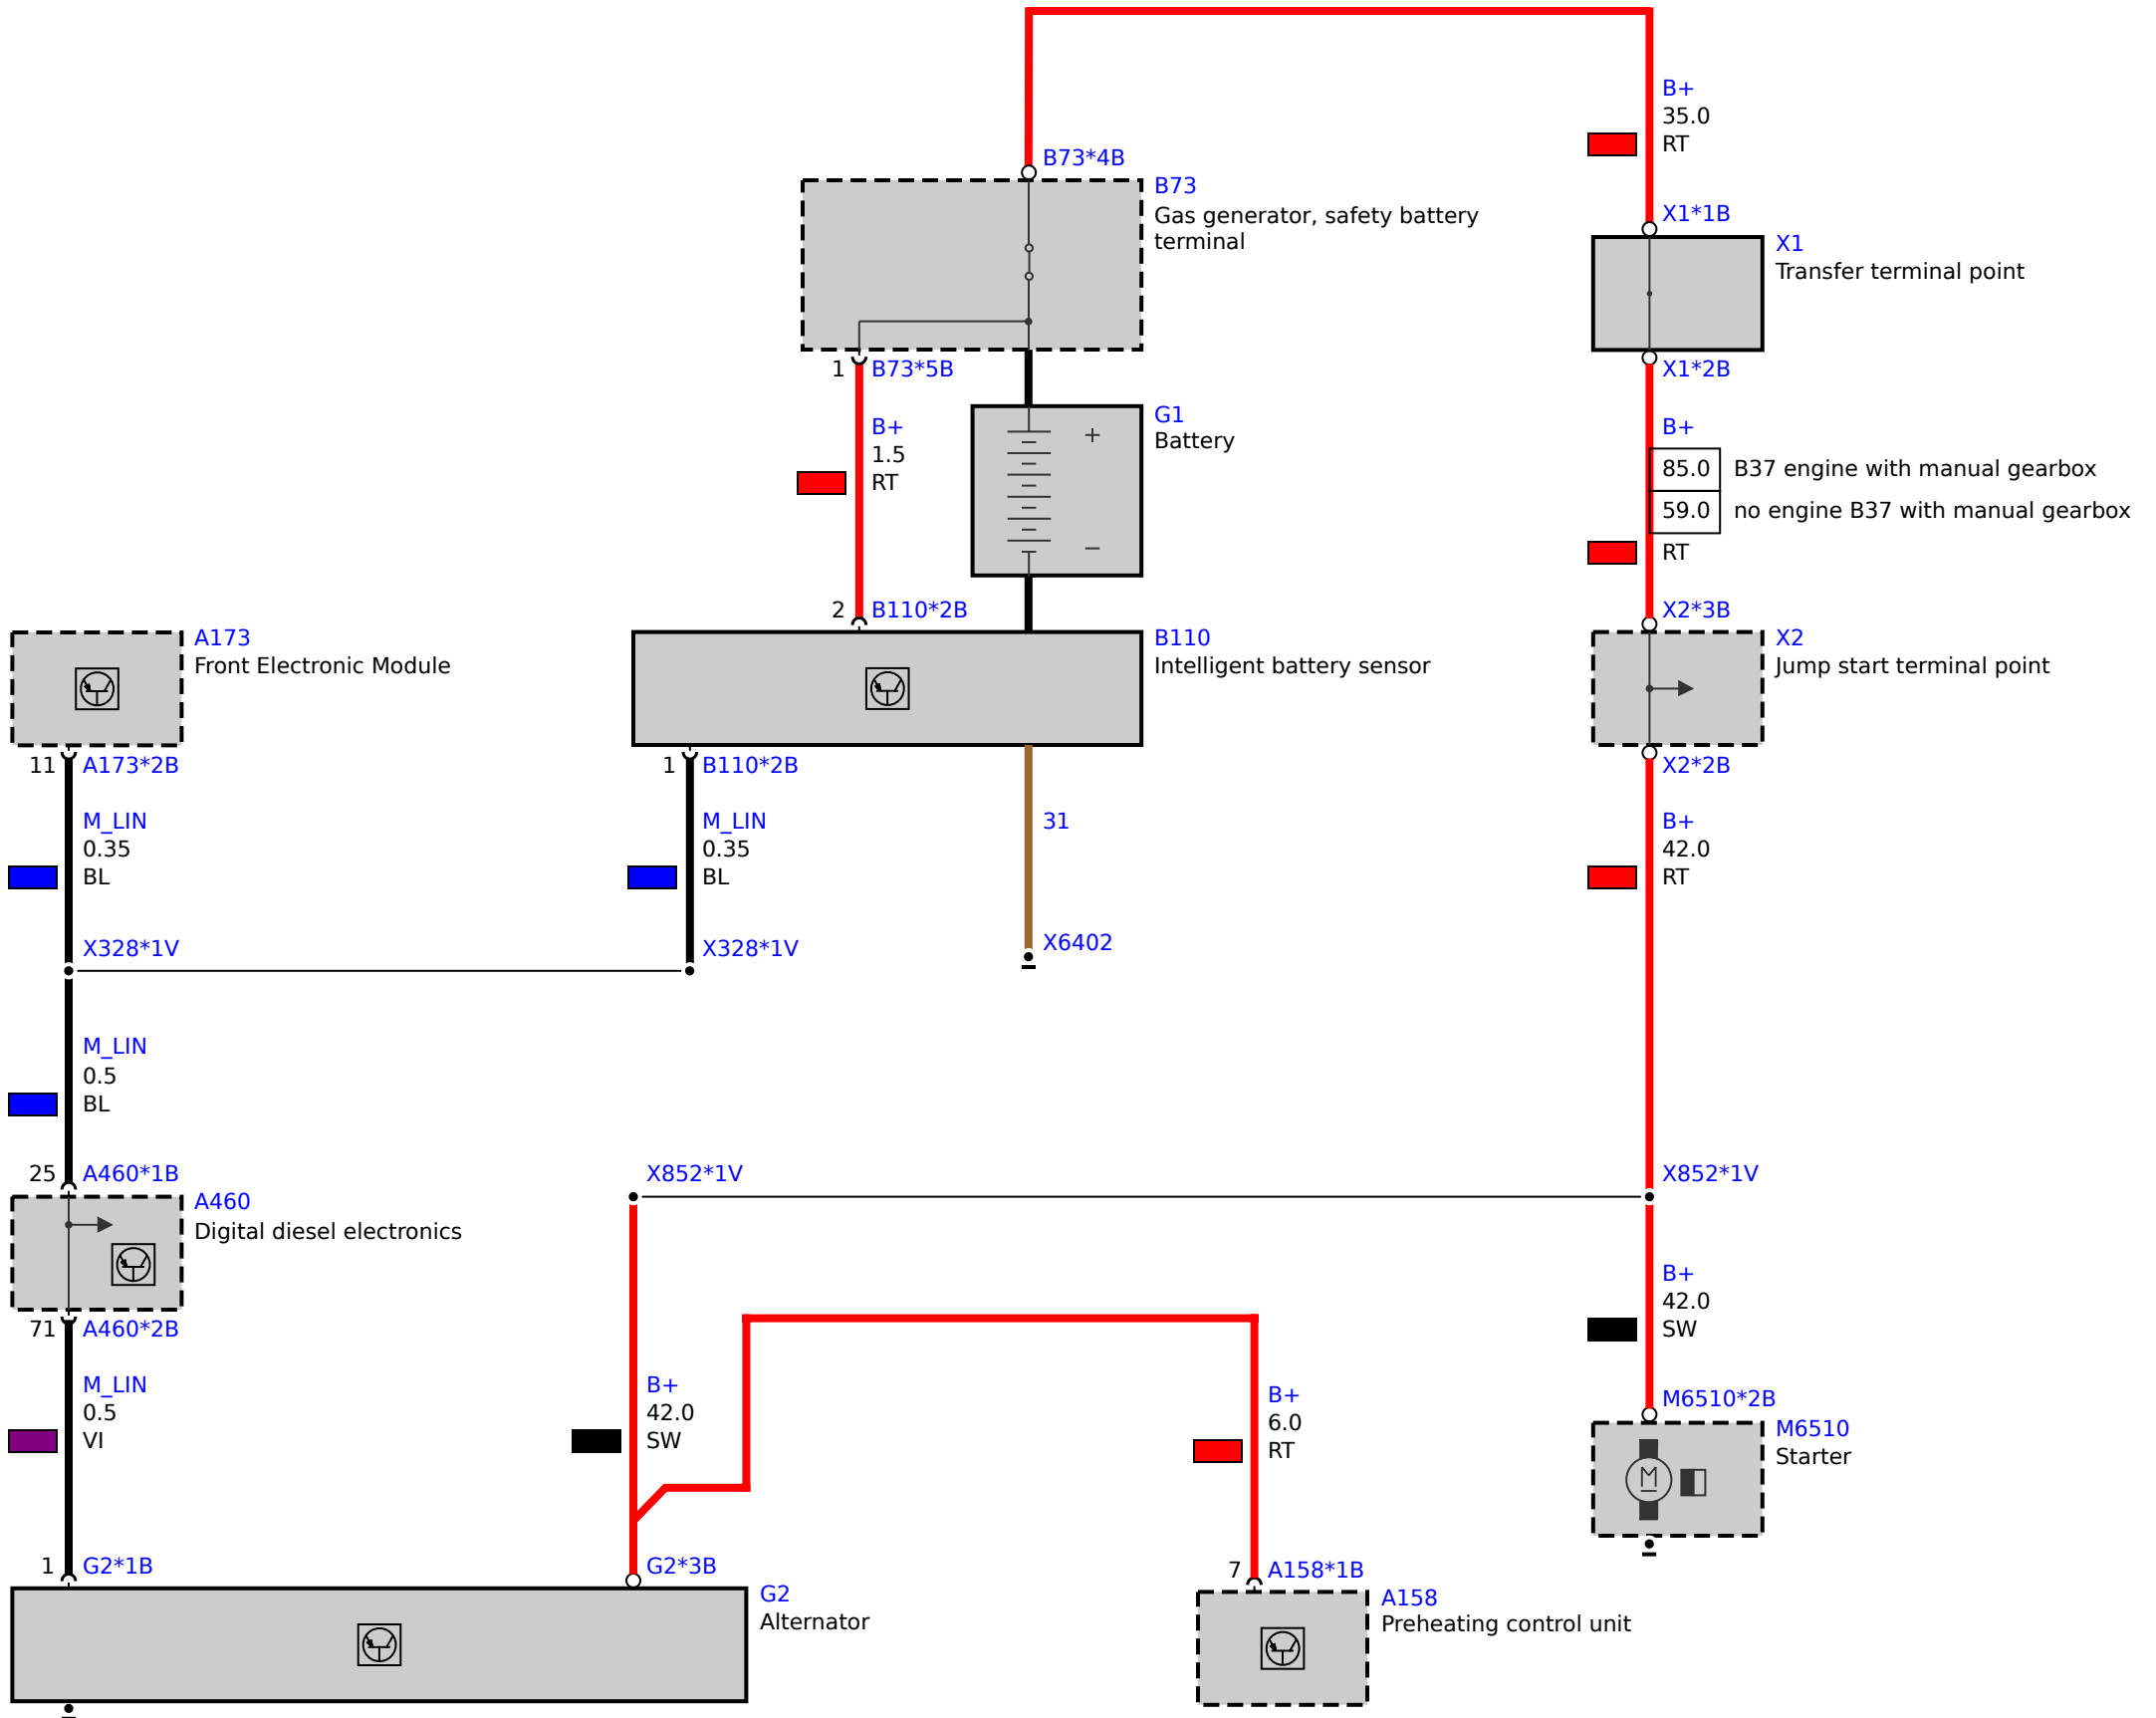 B+
35.0
RT
B73*4B
B73
Gas generator, safety battery
terminal
X1*1B
X1
Transfer terminal point
1 B73*5B
X1*2B
B+
1.5
RT
G1
Battery
+
−
B+
85.0 B37 engine with manual gearbox
59.0 no engine B37 with manual gearbox
RT
2 B110*2B
X2*3B
A173
Front Electronic Module
B110
Intelligent battery sensor
X2
Jump start terminal point
11 A173*2B
1 B110*2B
X2*2B
M_LIN
0.35
BL
M_LIN
0.35
BL
31
B+
42.0
RT
X328*1V
X328*1V
X6402
M_LIN
0.5
BL
25 A460*1B
X852*1V
X852*1V
A460
Digital diesel electronics
71 A460*2B
B+
42.0
SW
M_LIN
0.5
VI
B+
42.0
SW
B+
6.0
RT
M6510*2B
M6510
Starter
M
1 G2*1B
G2*3B
7 A158*1B
G2
Alternator
A158
Preheating control unit